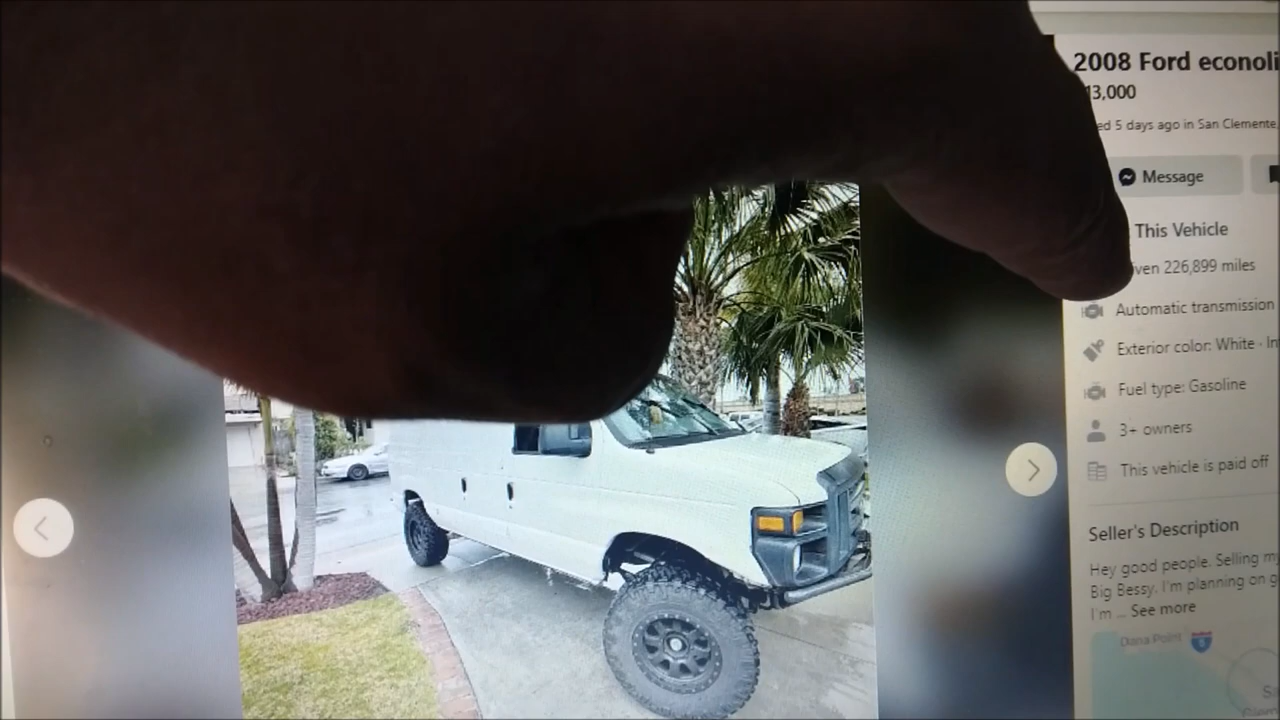 2008 Ford econoli
13,000
ed 5 days ago in San Clemente,
Message
This Vehicle
iven 226,899 miles
Automatic transmission
Exterior color: White · In
Fuel type: Gasoline
3+ owners
This vehicle is paid off
Seller's Description
Hey good people. Selling my
Big Bessy. I'm planning on g
I'm ... See more
Dana Point
5